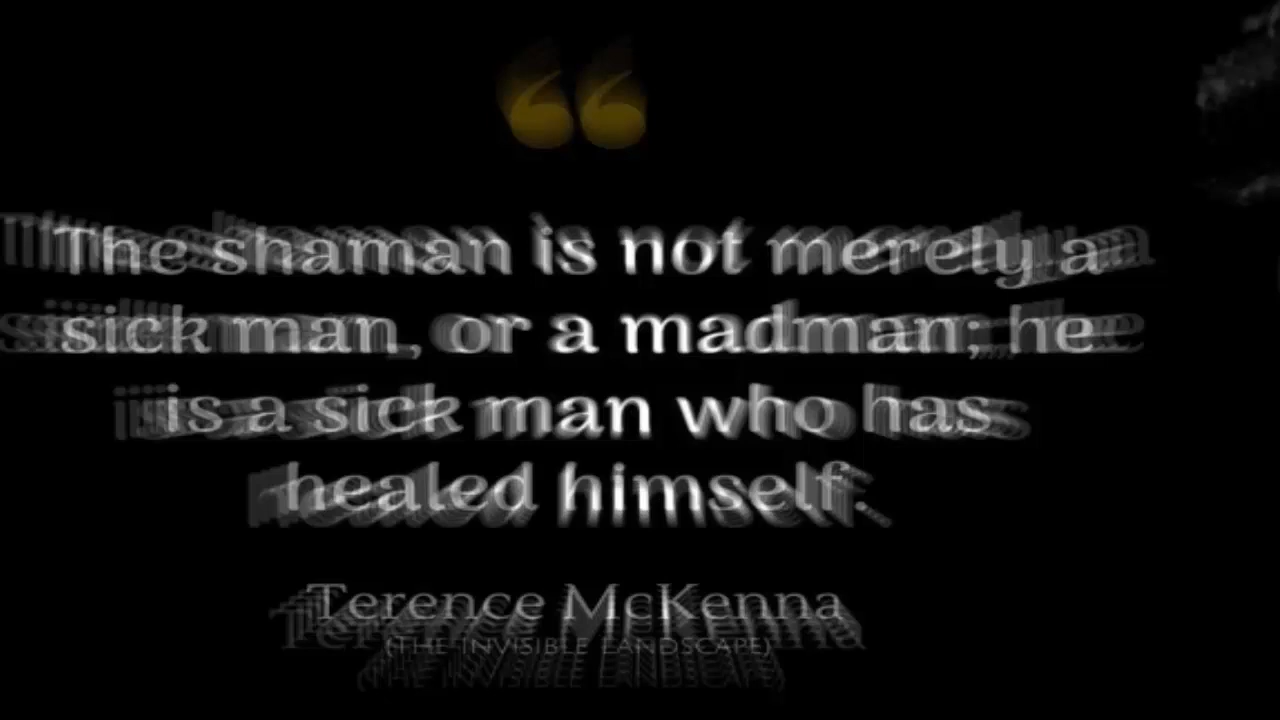 “
The shaman is not merely a
sick man, or a madman; he
is a sick man who has
healed himself.
Terence McKenna
(THE INVISIBLE LANDSCAPE)